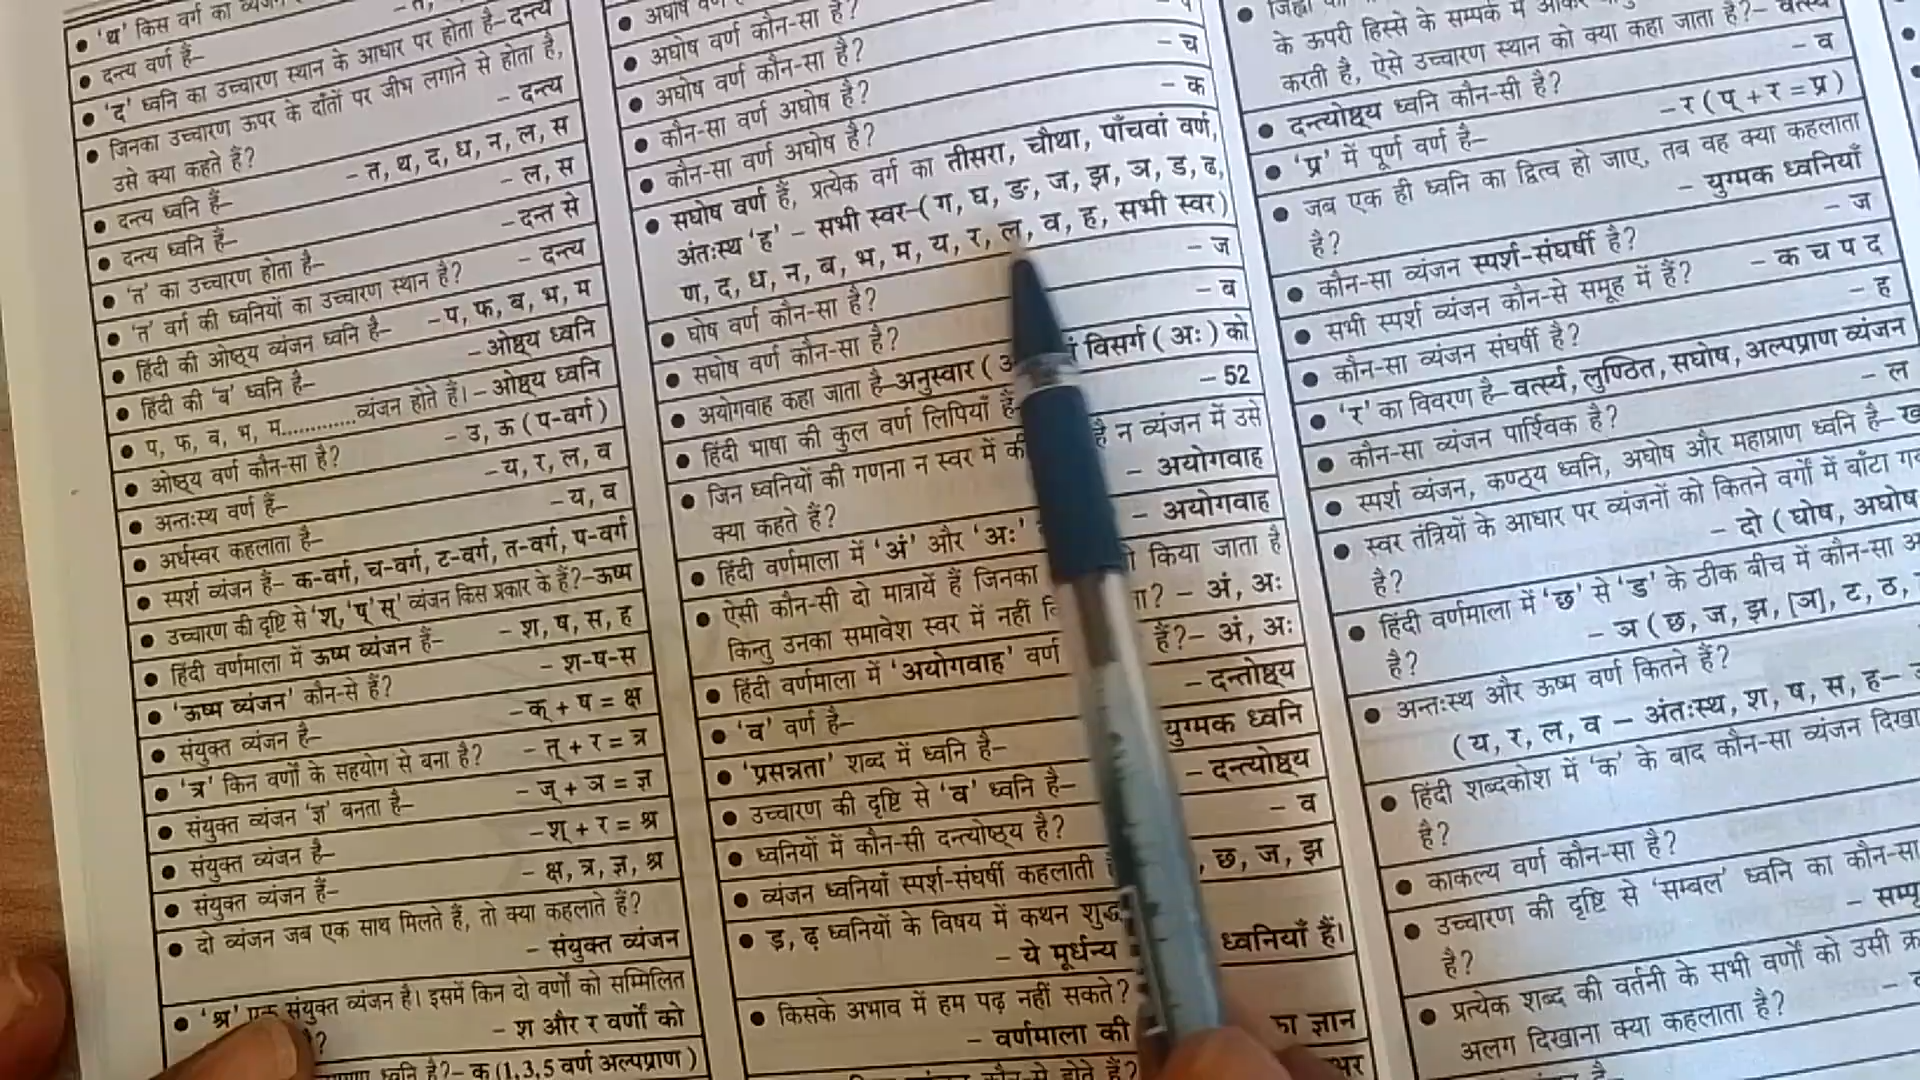 ● 'थ' किस वर्ग का व्यंजन
● दन्त्य वर्ण हैं–
● 'द' ध्वनि का उच्चारण स्थान के आधार पर होता है–दन्त्य
● जिनका उच्चारण ऊपर के दाँतों पर जीभ लगाने से होता है,
उसे क्या कहते हैं? – दन्त्य
● दन्त्य ध्वनि हैं– – त, थ, द, ध, न, ल, स
● दन्त्य ध्वनि हैं– – ल, स
● 'त' का उच्चारण होता है– – दन्त से
● 'त' वर्ग की ध्वनियों का उच्चारण स्थान है? – दन्त्य
● हिंदी की ओष्ठ्य व्यंजन ध्वनि है– –प, फ, ब, भ, म
● हिंदी की 'ब' ध्वनि है– – ओष्ठ्य ध्वनि
● प, फ, ब, भ, म.............व्यंजन होते हैं। – ओष्ठ्य ध्वनि
● ओष्ठ्य वर्ण कौन-सा है? – उ, ऊ (प-वर्ग)
● अन्तःस्थ वर्ण हैं– – य, र, ल, व
● अर्धस्वर कहलाता है– – य, व
● स्पर्श व्यंजन हैं– क-वर्ग, च-वर्ग, ट-वर्ग, त-वर्ग, प-वर्ग
● उच्चारण की दृष्टि से 'श्, 'ष्' स्' व्यंजन किस प्रकार के हैं?–ऊष्म
● हिंदी वर्णमाला में ऊष्म व्यंजन हैं– – श, ष, स, ह
● 'ऊष्म व्यंजन' कौन-से हैं? – श-ष-स
● संयुक्त व्यंजन है– – क् + ष = क्ष
● 'त्र' किन वर्णों के सहयोग से बना है? – त् + र = त्र
● संयुक्त व्यंजन 'ज्ञ' बनता है– – ज् + ञ = ज्ञ
● संयुक्त व्यंजन है– –श् + र = श्र
● संयुक्त व्यंजन हैं– – क्ष, त्र, ज्ञ, श्र
● दो व्यंजन जब एक साथ मिलते हैं, तो क्या कहलाते हैं?
– संयुक्त व्यंजन
● 'श्र' एक संयुक्त व्यंजन है। इसमें किन दो वर्णों को सम्मिलित
? – श और र वर्णों को
ध्वनि है?– क (1,3,5 वर्ण अल्पप्राण)
● अघोष वर्ण
● अघोष वर्ण कौन-सा है?
● अघोष वर्ण कौन-सा है? – च
● कौन-सा वर्ण अघोष है? – क
● कौन-सा वर्ण अघोष है?
● सघोष वर्ण हैं, प्रत्येक वर्ग का तीसरा, चौथा, पाँचवां वर्ण,
अंतःस्थ 'ह' – सभी स्वर–(ग, घ, ङ, ज, झ, ञ, ड, ढ,
ण, द, ध, न, ब, भ, म, य, र, ल, व, ह, सभी स्वर)
● घोष वर्ण कौन-सा है? – ज
● सघोष वर्ण कौन-सा है? – ब
● अयोगवाह कहा जाता है–अनुस्वार ( विसर्ग (अः) को
● हिंदी भाषा की कुल वर्ण लिपियाँ हैं– – 52
● जिन ध्वनियों की गणना न स्वर में की है न व्यंजन में उसे
क्या कहते हैं? – अयोगवाह
● हिंदी वर्णमाला में 'अं' और 'अः' – अयोगवाह
● ऐसी कौन-सी दो मात्रायें हैं जिनका किया जाता है
किन्तु उनका समावेश स्वर में नहीं – अं, अः
● हिंदी वर्णमाला में 'अयोगवाह' वर्ण हैं?– अं, अः
● 'व' वर्ण है– – दन्तोष्ठ्य
● 'प्रसन्नता' शब्द में ध्वनि है– युग्मक ध्वनि
● उच्चारण की दृष्टि से 'व' ध्वनि है– – दन्त्योष्ठ्य
● ध्वनियों में कौन-सी दन्त्योष्ठ्य है? – व
● व्यंजन ध्वनियाँ स्पर्श-संघर्षी कहलाती , छ, ज, झ
● ड़, ढ़ ध्वनियों के विषय में कथन शुद्ध
– ये मूर्धन्य ध्वनियाँ हैं।
● किसके अभाव में हम पढ़ नहीं सकते?
– वर्णमाला की ज्ञान
के ऊपरी हिस्से के सम्पर्क में
करती है, ऐसे उच्चारण स्थान को क्या कहा जाता है?– वर्त्स्य
● दन्त्योष्ठ्य ध्वनि कौन-सी है? – व
● 'प्र' में पूर्ण वर्ण है– –र (प् + र = प्र)
● जब एक ही ध्वनि का द्वित्व हो जाए, तब वह क्या कहलाता
है? – युग्मक ध्वनियाँ
● कौन-सा व्यंजन स्पर्श-संघर्षी है? – ज
● सभी स्पर्श व्यंजन कौन-से समूह में हैं? – क च प द
● कौन-सा व्यंजन संघर्षी है? – ह
● 'र' का विवरण है– वर्त्स्य, लुण्ठित, सघोष, अल्पप्राण व्यंजन
● कौन-सा व्यंजन पार्श्विक है? – ल
● स्पर्श व्यंजन, कण्ठ्य ध्वनि, अघोष और महाप्राण ध्वनि है– ख
● स्वर तंत्रियों के आधार पर व्यंजनों को कितने वर्गों में बाँटा
है? – दो (घोष, अघोष
● हिंदी वर्णमाला में 'छ' से 'ड' के ठीक बीच में कौन-सा
है? – ञ (छ, ज, झ, [ञ], ट, ठ,
● अन्तःस्थ और ऊष्म वर्ण कितने हैं?
(य, र, ल, व – अंतःस्थ, श, ष, स, ह–
● हिंदी शब्दकोश में 'क' के बाद कौन-सा व्यंजन
है?
● काकल्य वर्ण कौन-सा है?
● उच्चारण की दृष्टि से 'सम्बल' ध्वनि का कौन-सा
है?
● प्रत्येक शब्द की वर्तनी के सभी वर्णों को उसी
अलग दिखाना क्या कहलाता है?